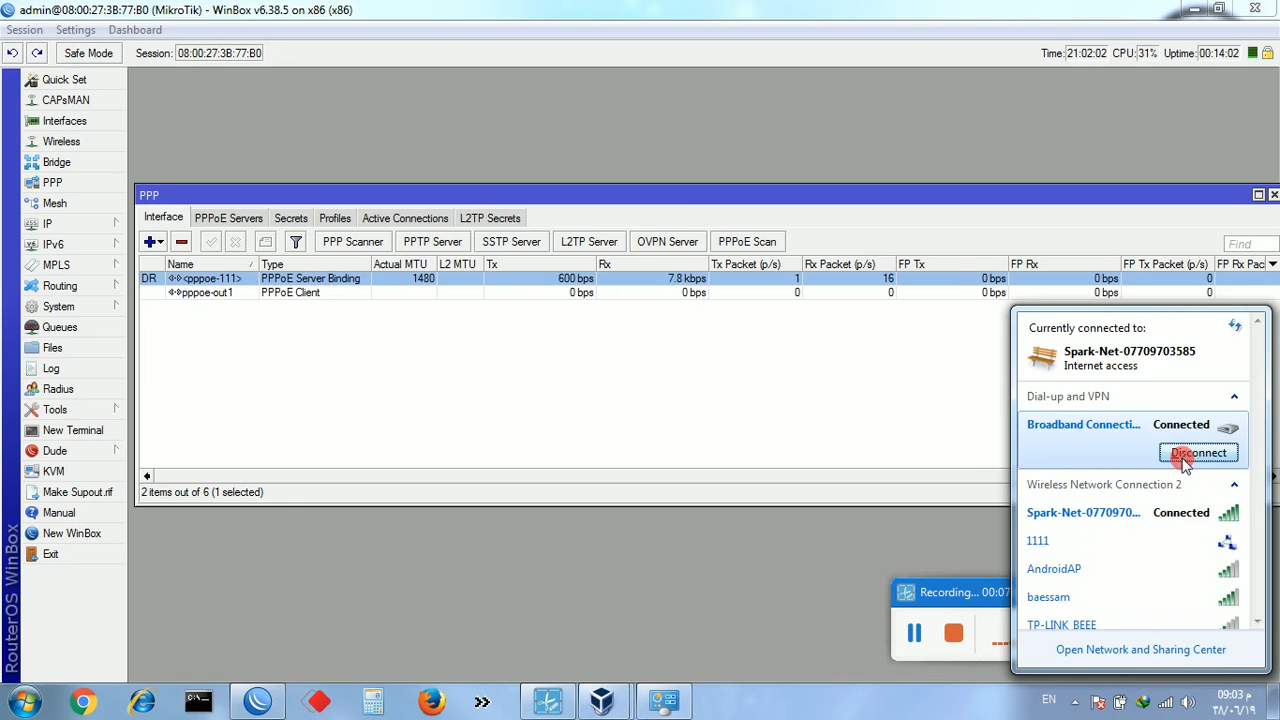 admin@08:00:27:3B:77:B0 (MikroTik) - WinBox v6.38.5 on x86 (x86)
Session Settings Dashboard
Safe Mode Session: 08:00:27:3B:77:B0 Time: 21:02:02 CPU: 31% Uptime: 00:14:02
Quick Set
CAPsMAN
Interfaces
Wireless
Bridge
PPP
Mesh
IP
IPv6
MPLS
Routing
System
Queues
Files
Log
Radius
Tools
New Terminal
Dude
KVM
Make Supout.rif
Manual
New WinBox
Exit
RouterOS WinBox
PPP
Interface PPPoE Servers Secrets Profiles Active Connections L2TP Secrets
PPP Scanner PPTP Server SSTP Server L2TP Server OVPN Server PPPoE Scan Find
Name Type Actual MTU L2 MTU Tx Rx Tx Packet (p/s) Rx Packet (p/s) FP Tx FP Rx FP Tx Packet (p/s) FP Rx Pac
DR <pppoe-111> PPPoE Server Binding 1480 600 bps 7.8 kbps 1 16 0 bps 0 bps 0
pppoe-out1 PPPoE Client 0 bps 0 bps 0 0 0 bps 0 bps 0
2 items out of 6 (1 selected)
Currently connected to:
Spark-Net-07709703585
Internet access
Dial-up and VPN
Broadband Connecti... Connected
Disconnect
Wireless Network Connection 2
Spark-Net-0770970... Connected
1111
AndroidAP
baessam
TP-LINK_BEEE
Open Network and Sharing Center
Recording... 00:07
EN
09:03 م
٣٨/٠٦/١٩